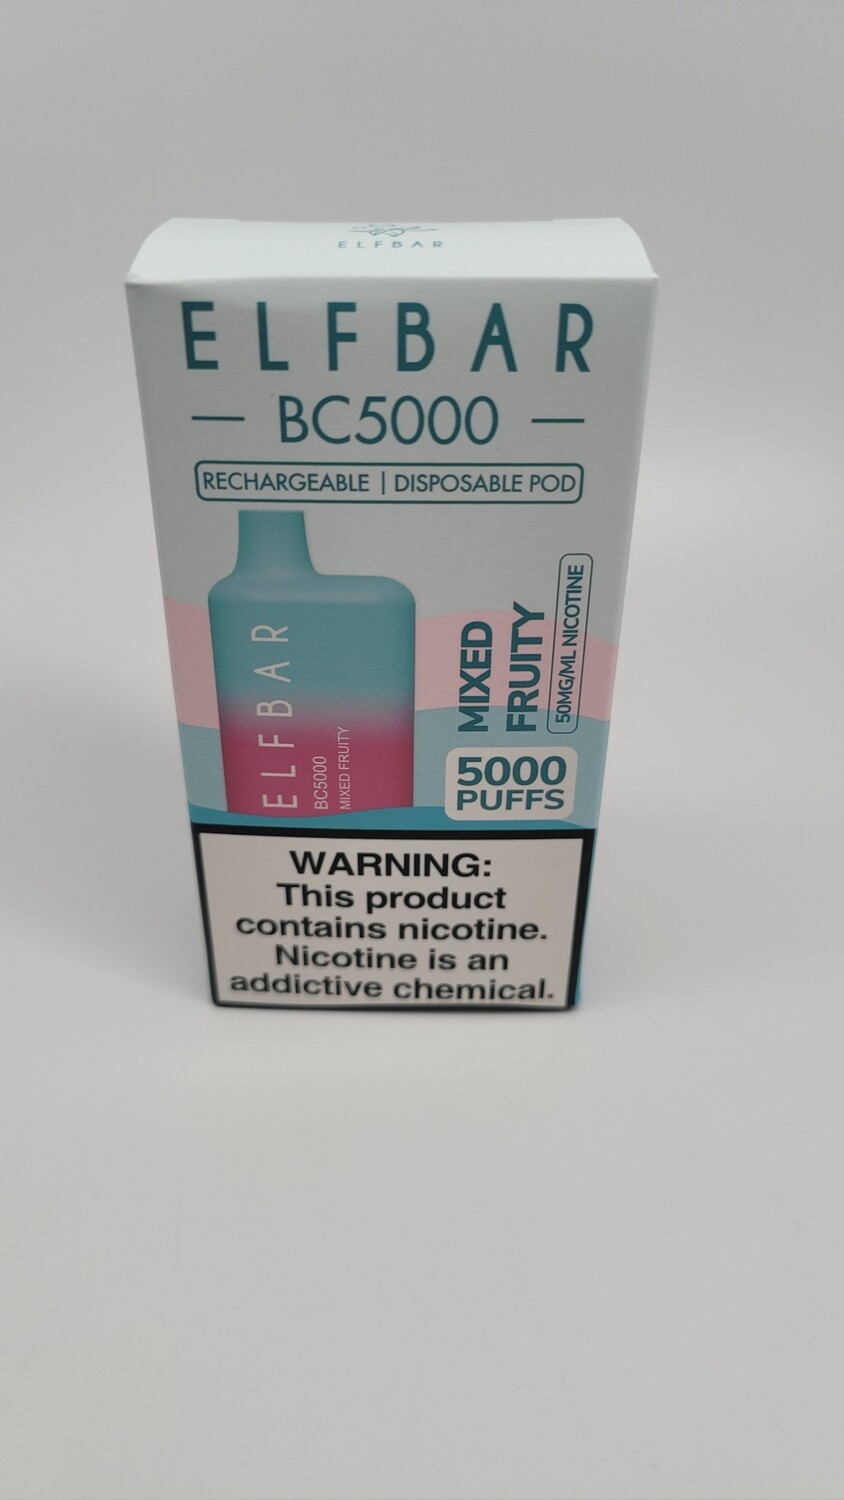 ELFBAR
ELFBAR
BC5000
RECHARGEABLE | DISPOSABLE POD
ELFBAR
BC5000
MIXED FRUITY
MIXED
FRUITY
50MG/ML NICOTINE
5000
PUFFS
WARNING:
This product
contains nicotine.
Nicotine is an
addictive chemical.